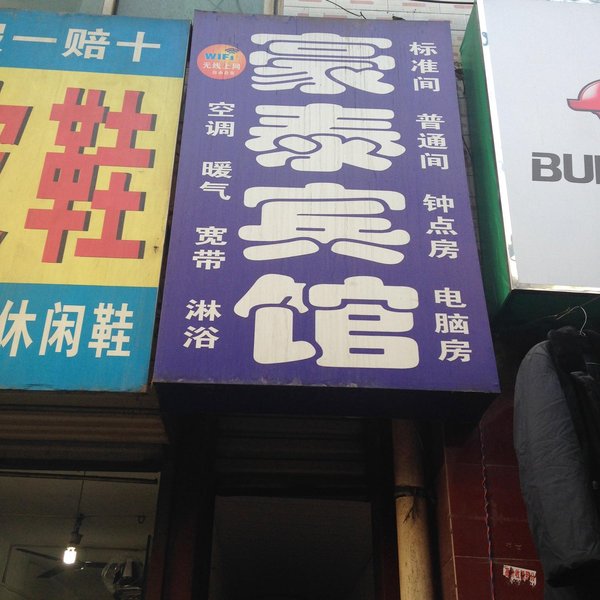 一赔十
鞋
休闲鞋
WiFi
无线上网
豪泰宾馆
空调
暖气
宽带
淋浴
标准间
普通间
钟点房
电脑房
BU